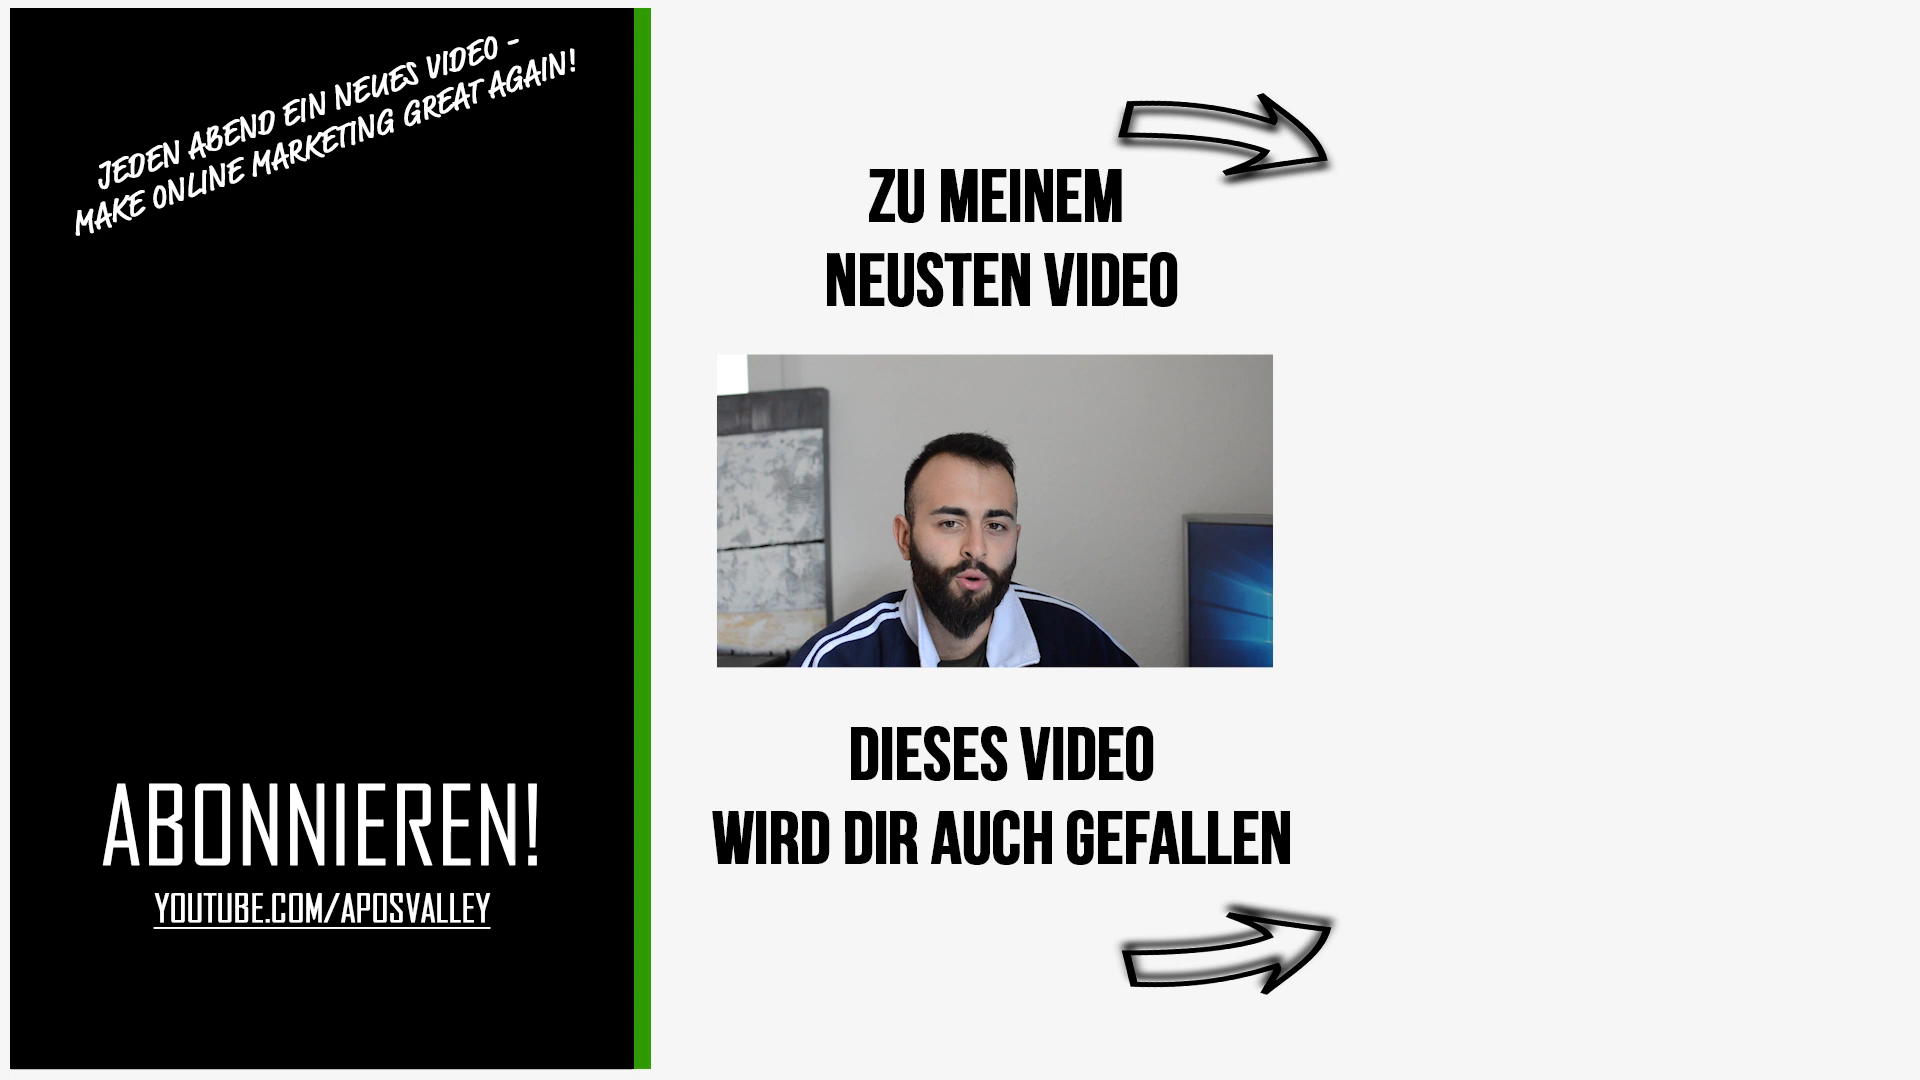 JEDEN ABEND EIN NEUES VIDEO -
MAKE ONLINE MARKETING GREAT AGAIN!
ABONNIEREN!
YOUTUBE.COM/APOSVALLEY
ZU MEINEM
NEUSTEN VIDEO
DIESES VIDEO
WIRD DIR AUCH GEFALLEN